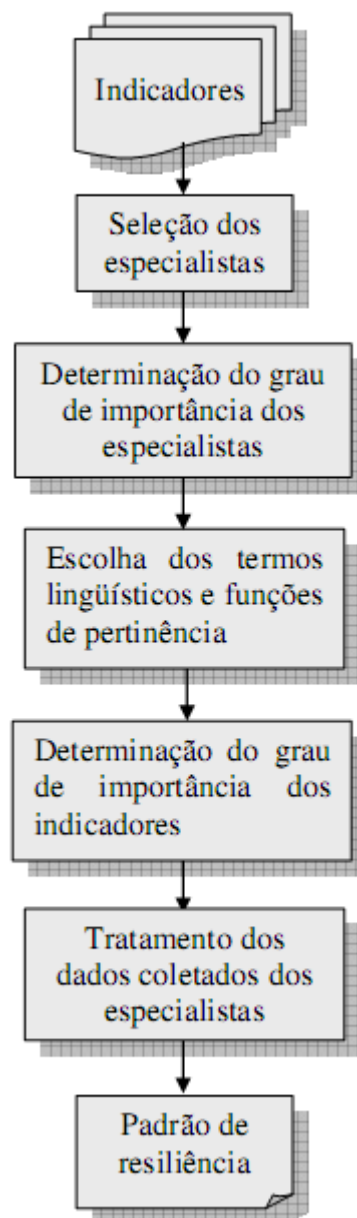 Indicadores
Seleção dos
especialistas
Determinação do grau
de importância dos
especialistas
Escolha dos termos
lingüísticos e funções
de pertinência
Determinação do grau
de importância dos
indicadores
Tratamento dos
dados coletados dos
especialistas
Padrão de
resiliência